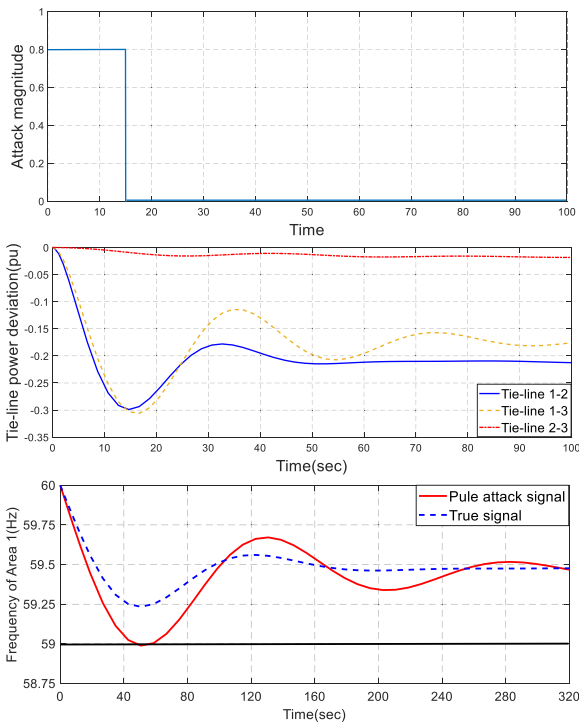 1
0.8
0.6
0.4
0.2
0
Attack magnitude
0 10 20 30 40 50 60 70 80 90 100
Time
0
-0.05
-0.1
-0.15
-0.2
-0.25
-0.3
-0.35
Tie-line power deviation(pu)
Tie-line 1-2
Tie-line 1-3
Tie-line 2-3
0 10 20 30 40 50 60 70 80 90 100
Time(sec)
60
59.75
59.5
59.25
59
58.75
Frequency of Area 1(Hz)
Pule attack signal
True signal
0 40 80 120 160 200 240 280 320
Time(sec)